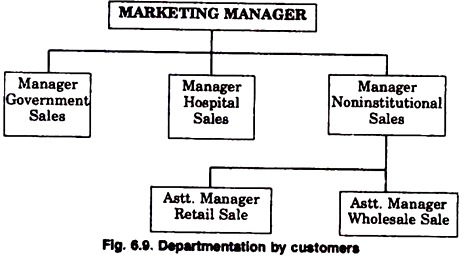 MARKETING MANAGER
Manager
Government
Sales
Manager
Hospital
Sales
Manager
Noninstitutional
Sales
Astt. Manager
Retail Sale
Astt. Manager
Wholesale Sale
Fig. 6.9. Departmentation by customers